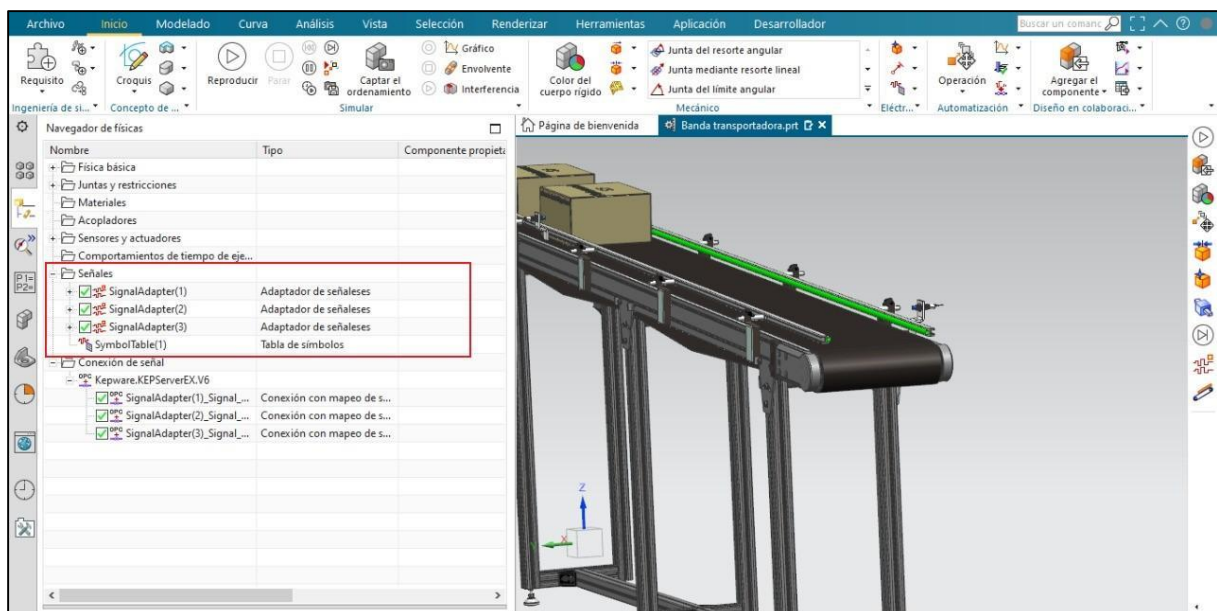 Archivo Inicio Modelado Curva Análisis Vista Selección Renderizar Herramientas Aplicación Desarrollador Buscar un comanc
Gráfico Junta del resorte angular
Envolvente Junta mediante resorte lineal
Interferencia Junta del límite angular
Requisito Croquis Reproducir Parar Captar el ordenamiento Color del cuerpo rígido Operación Agregar el componente
Ingeniería de si... Concepto de ... Simular Mecánico Eléctr... Automatización Diseño en colaboraci...
Navegador de físicas Página de bienvenida Banda transportadora.prt
Nombre Tipo Componente propieta
Física básica
Juntas y restricciones
Materiales
Acopladores
Sensores y actuadores
Comportamientos de tiempo de eje...
Señales
SignalAdapter(1) Adaptador de señaleses
SignalAdapter(2) Adaptador de señaleses
SignalAdapter(3) Adaptador de señaleses
SymbolTable(1) Tabla de símbolos
Conexión de señal
OPC Kepware.KEPServerEX.V6
OPC SignalAdapter(1)_Signal_... Conexión con mapeo de s...
OPC SignalAdapter(2)_Signal_... Conexión con mapeo de s...
OPC SignalAdapter(3)_Signal_... Conexión con mapeo de s...
P1=
P2=
Z
X